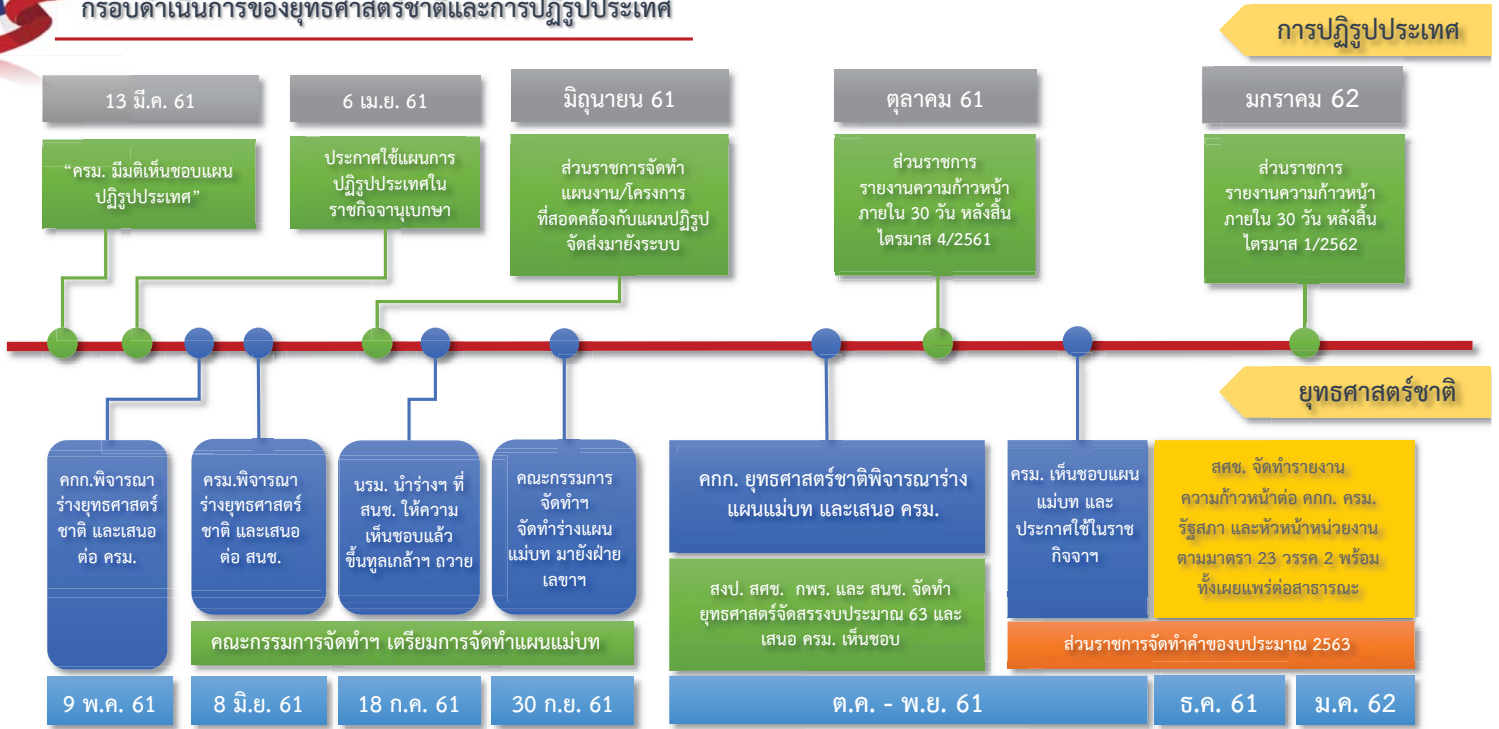 กรอบดำเนินการของยุทธศาสตร์ชาติและการปฏิรูปประเทศ
การปฏิรูปประเทศ
13 มี.ค. 61
“ครม. มีมติเห็นชอบแผน
ปฏิรูปประเทศ”
6 เม.ย. 61
ประกาศใช้แผนการ
ปฏิรูปประเทศใน
ราชกิจจานุเบกษา
มิถุนายน 61
ส่วนราชการจัดทำ
แผนงาน/โครงการ
ที่สอดคล้องกับแผนปฏิรูป
จัดส่งมายังระบบ
ตุลาคม 61
ส่วนราชการ
รายงานความก้าวหน้า
ภายใน 30 วัน หลังสิ้น
ไตรมาส 4/2561
มกราคม 62
ส่วนราชการ
รายงานความก้าวหน้า
ภายใน 30 วัน หลังสิ้น
ไตรมาส 1/2562
ยุทธศาสตร์ชาติ
คกก.พิจารณา
ร่างยุทธศาสตร์
ชาติ และเสนอ
ต่อ ครม.
ครม.พิจารณา
ร่างยุทธศาสตร์
ชาติ และเสนอ
ต่อ สนช.
นรม. นำร่างฯ ที่
สนช. ให้ความ
เห็นชอบแล้ว
ขึ้นทูลเกล้าฯ ถวาย
คณะกรรมการ
จัดทำฯ
จัดทำร่างแผน
แม่บท มายังฝ่าย
เลขาฯ
คกก. ยุทธศาสตร์ชาติพิจารณาร่าง
แผนแม่บท และเสนอ ครม.
ครม. เห็นชอบแผน
แม่บท และ
ประกาศใช้ในราช
กิจจาฯ
สศช. จัดทำรายงาน
ความก้าวหน้าต่อ คกก. ครม.
รัฐสภา และหัวหน้าหน่วยงาน
ตามมาตรา 23 วรรค 2 พร้อม
ทั้งเผยแพร่ต่อสาธารณะ
สงป. สศช. กพร. และ สนช. จัดทำ
ยุทธศาสตร์จัดสรรงบประมาณ 63 และ
เสนอ ครม. เห็นชอบ
คณะกรรมการจัดทำฯ เตรียมการจัดทำแผนแม่บท
ส่วนราชการจัดทำคำของบประมาณ 2563
9 พ.ค. 61
8 มิ.ย. 61
18 ก.ค. 61
30 ก.ย. 61
ต.ค. - พ.ย. 61
ธ.ค. 61
ม.ค. 62